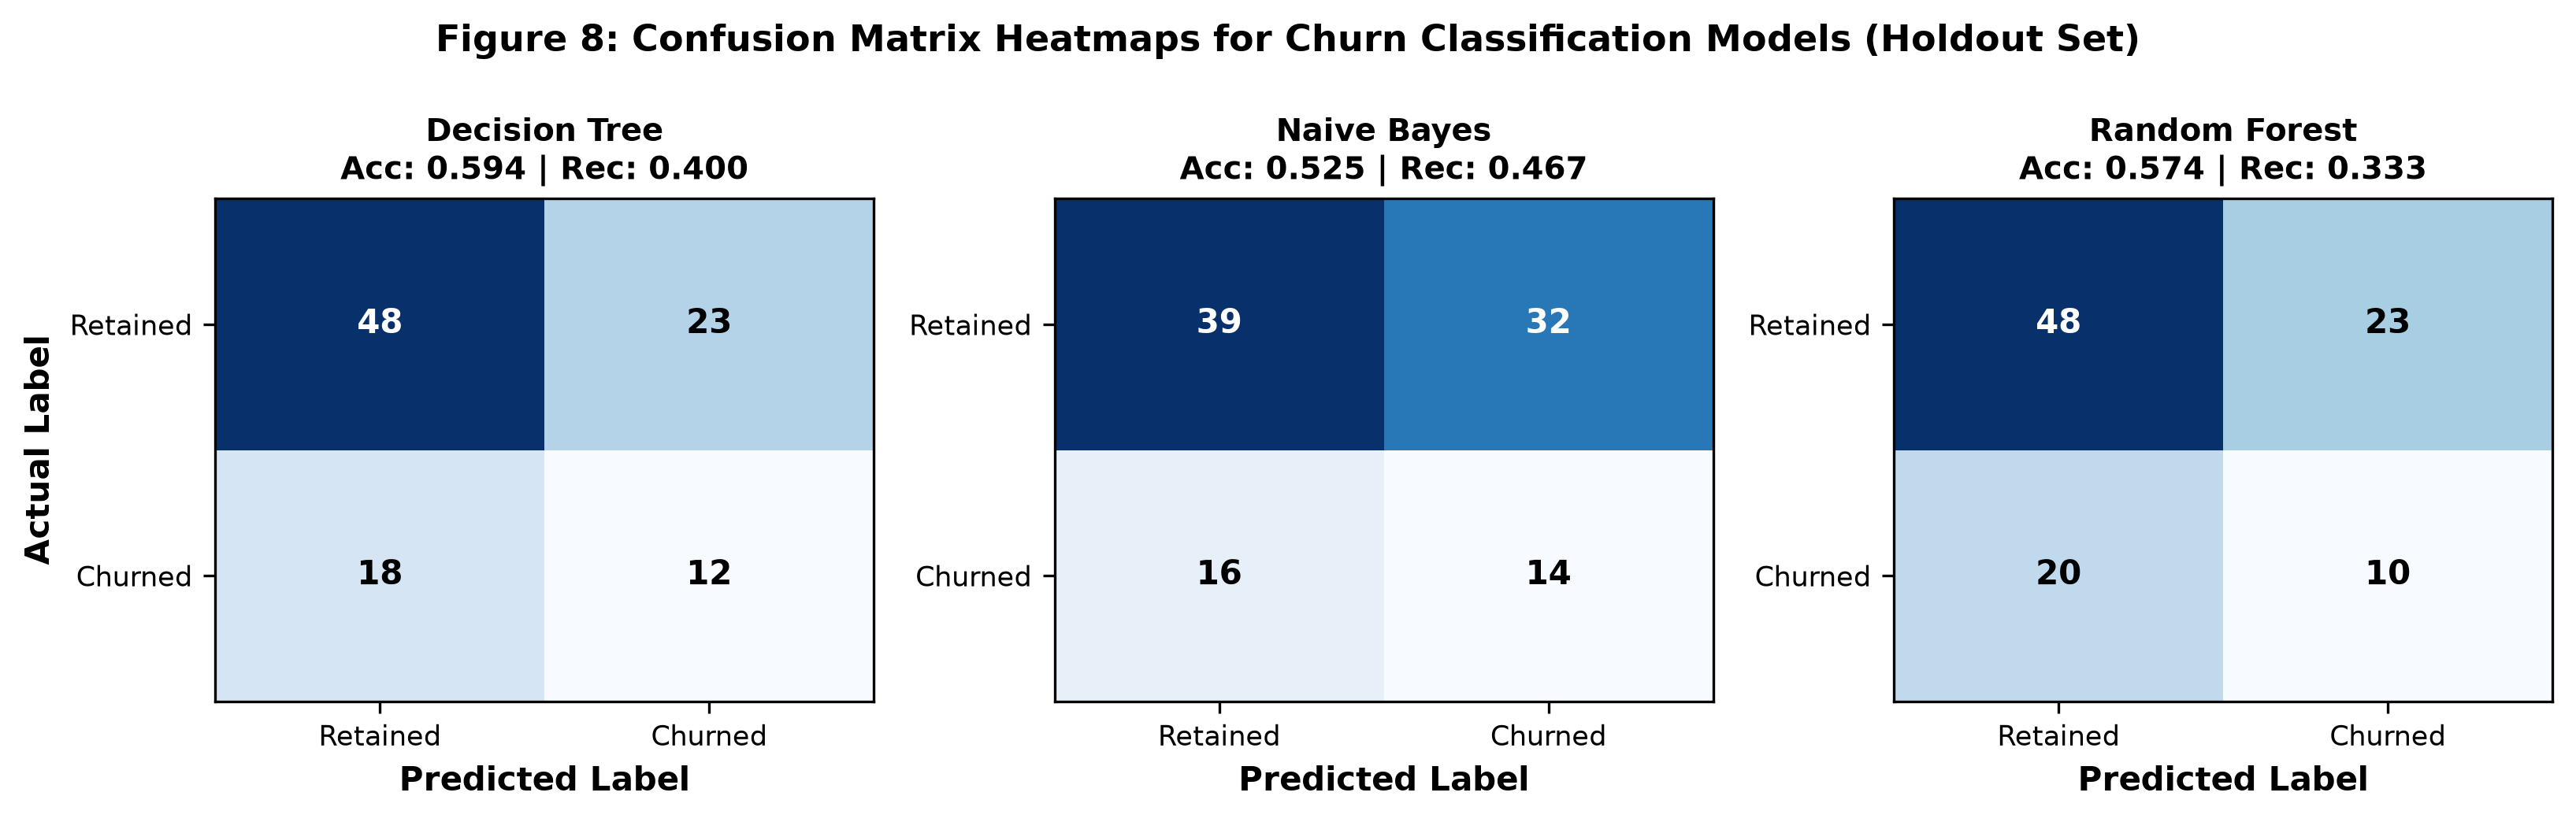 Figure 8: Confusion Matrix Heatmaps for Churn Classification Models (Holdout Set)
Decision Tree
Acc: 0.594 | Rec: 0.400
Actual Label
Retained
48
23
Churned
18
12
Retained
Churned
Predicted Label
Naive Bayes
Acc: 0.525 | Rec: 0.467
Retained
39
32
Churned
16
14
Retained
Churned
Predicted Label
Random Forest
Acc: 0.574 | Rec: 0.333
Retained
48
23
Churned
20
10
Retained
Churned
Predicted Label